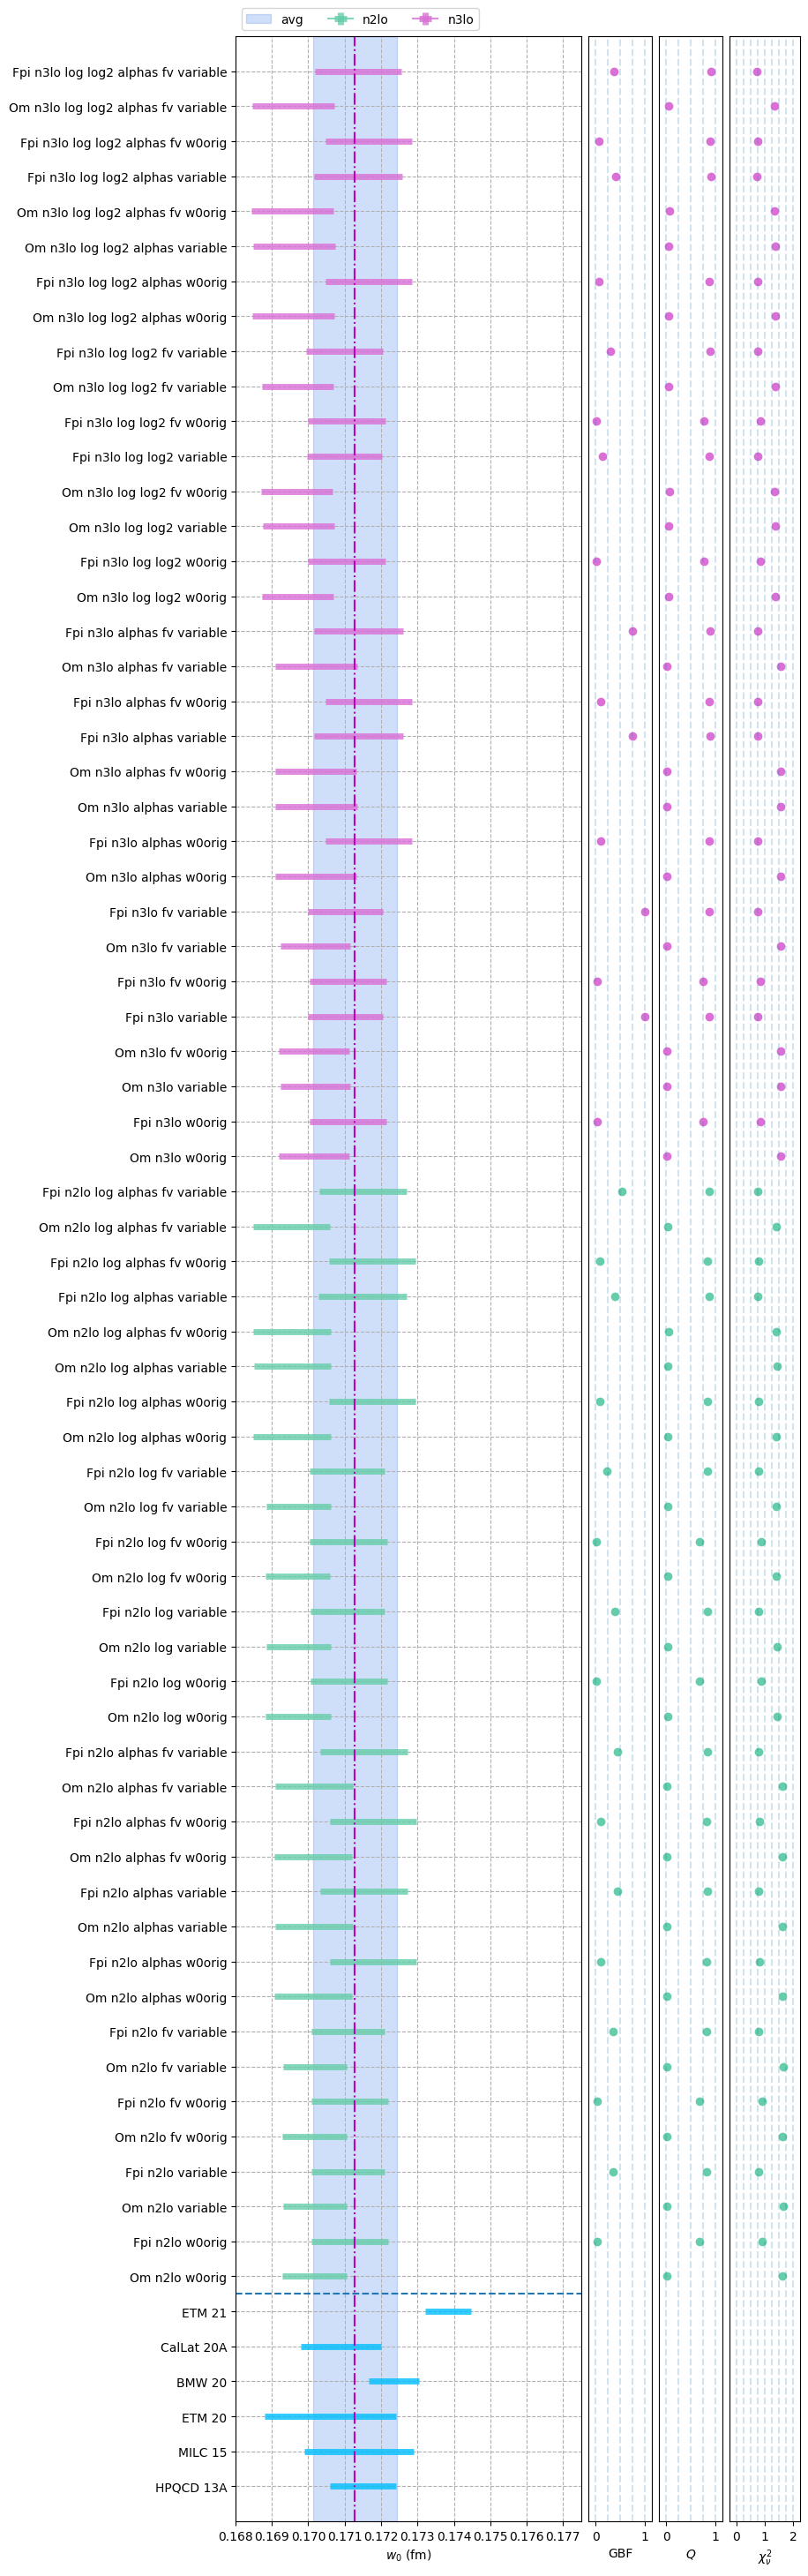 avg n2lo n3lo
Fpi n3lo log log2 alphas fv variable
Om n3lo log log2 alphas fv variable
Fpi n3lo log log2 alphas fv w0orig
Fpi n3lo log log2 alphas variable
Om n3lo log log2 alphas fv w0orig
Om n3lo log log2 alphas variable
Fpi n3lo log log2 alphas w0orig
Om n3lo log log2 alphas w0orig
Fpi n3lo log log2 fv variable
Om n3lo log log2 fv variable
Fpi n3lo log log2 fv w0orig
Fpi n3lo log log2 variable
Om n3lo log log2 fv w0orig
Om n3lo log log2 variable
Fpi n3lo log log2 w0orig
Om n3lo log log2 w0orig
Fpi n3lo alphas fv variable
Om n3lo alphas fv variable
Fpi n3lo alphas fv w0orig
Fpi n3lo alphas variable
Om n3lo alphas fv w0orig
Om n3lo alphas variable
Fpi n3lo alphas w0orig
Om n3lo alphas w0orig
Fpi n3lo fv variable
Om n3lo fv variable
Fpi n3lo fv w0orig
Fpi n3lo variable
Om n3lo fv w0orig
Om n3lo variable
Fpi n3lo w0orig
Om n3lo w0orig
Fpi n2lo log alphas fv variable
Om n2lo log alphas fv variable
Fpi n2lo log alphas fv w0orig
Fpi n2lo log alphas variable
Om n2lo log alphas fv w0orig
Om n2lo log alphas variable
Fpi n2lo log alphas w0orig
Om n2lo log alphas w0orig
Fpi n2lo log fv variable
Om n2lo log fv variable
Fpi n2lo log fv w0orig
Om n2lo log fv w0orig
Fpi n2lo log variable
Om n2lo log variable
Fpi n2lo log w0orig
Om n2lo log w0orig
Fpi n2lo alphas fv variable
Om n2lo alphas fv variable
Fpi n2lo alphas fv w0orig
Om n2lo alphas fv w0orig
Fpi n2lo alphas variable
Om n2lo alphas variable
Fpi n2lo alphas w0orig
Om n2lo alphas w0orig
Fpi n2lo fv variable
Om n2lo fv variable
Fpi n2lo fv w0orig
Om n2lo fv w0orig
Fpi n2lo variable
Om n2lo variable
Fpi n2lo w0orig
Om n2lo w0orig
ETM 21
CalLat 20A
BMW 20
ETM 20
MILC 15
HPQCD 13A
0.168 0.169 0.170 0.171 0.172 0.173 0.174 0.175 0.176 0.177 0 1 0 1 0 1 2
w₀ (fm) GBF Q χ²ᵥ